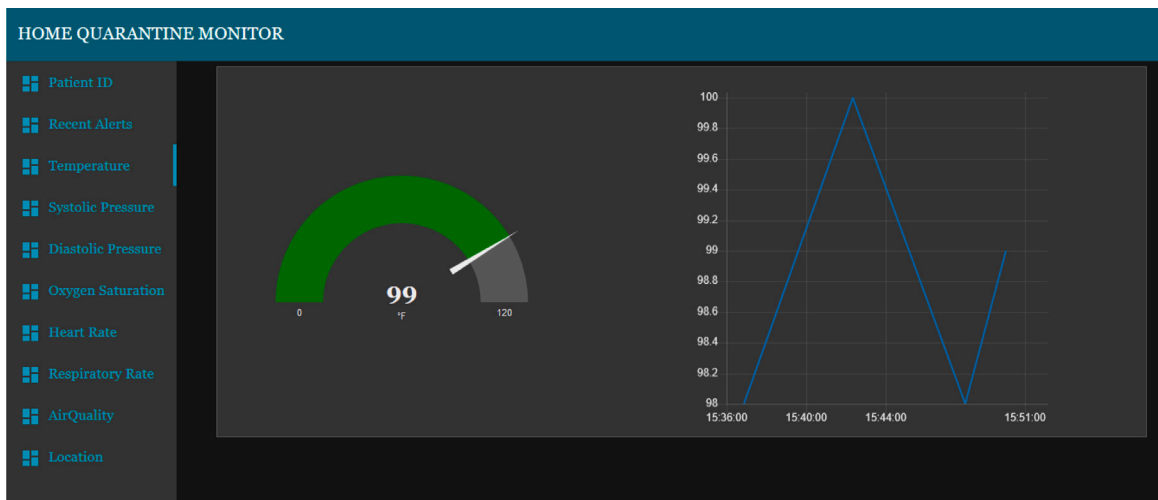 HOME QUARANTINE MONITOR
Patient ID
Recent Alerts
Temperature
Systolic Pressure
Diastolic Pressure
Oxygen Saturation
Heart Rate
Respiratory Rate
AirQuality
Location
99
0
°F
120
100
99.8
99.6
99.4
99.2
99
98.8
98.6
98.4
98.2
98
15:36:00 15:40:00 15:44:00 15:51:00